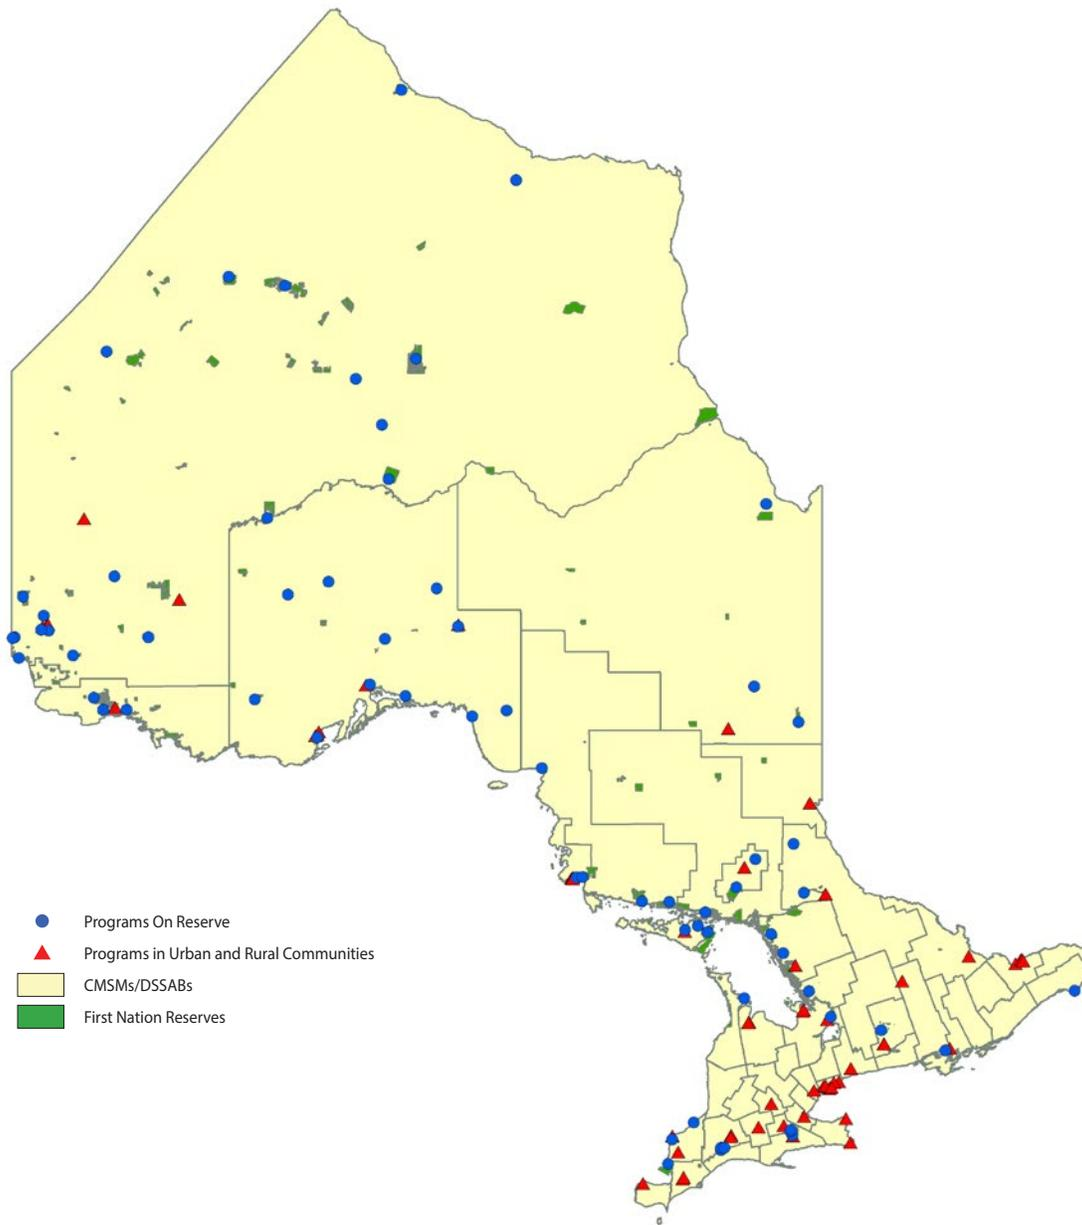 Programs On Reserve
Programs in Urban and Rural Communities
CMSMs/DSSABs
First Nation Reserves